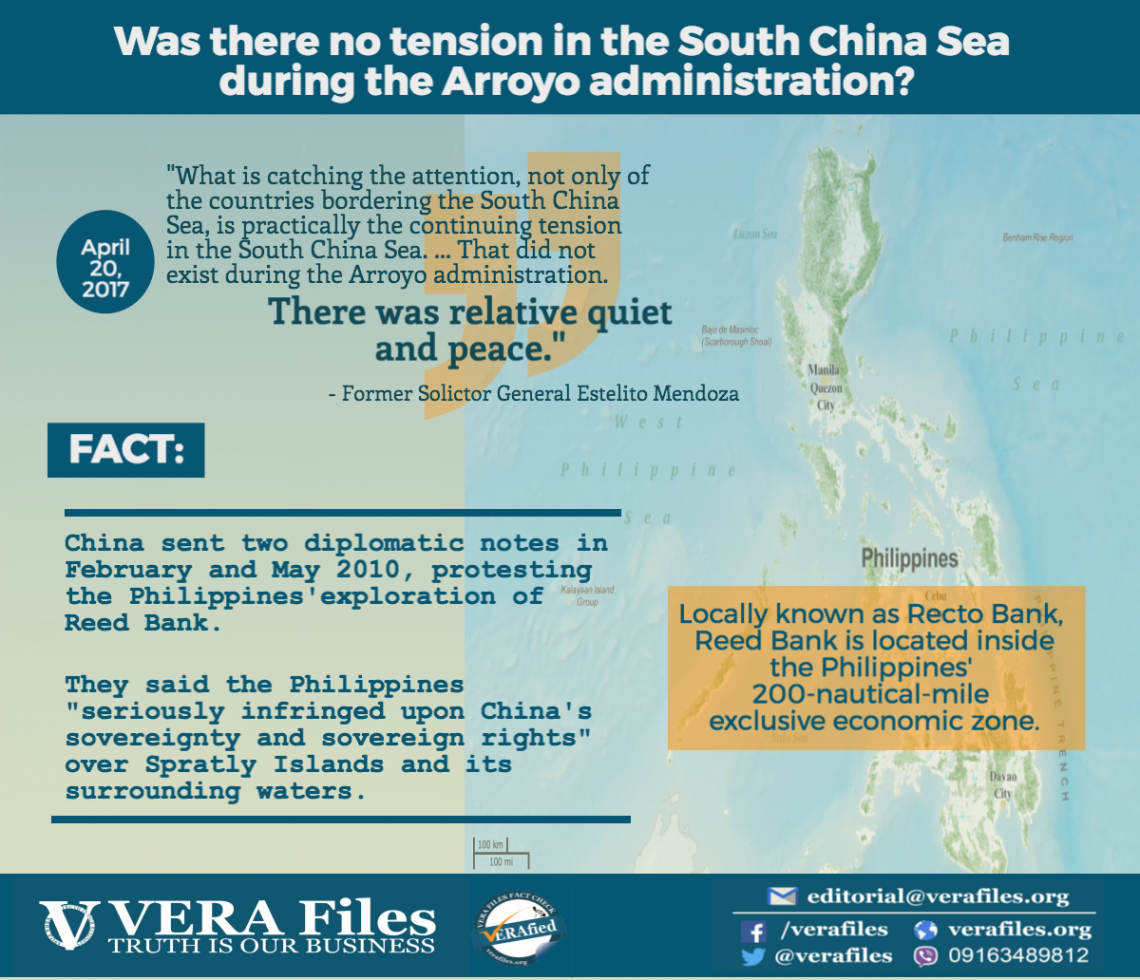 Was there no tension in the South China Sea
during the Arroyo administration?
April
20,
2017
"What is catching the attention, not only of
the countries bordering the South China
Sea, is practically the continuing tension
in the South China Sea. ... That did not
exist during the Arroyo administration.
There was relative quiet
and peace."
- Former Solictor General Estelito Mendoza
FACT:
China sent two diplomatic notes in
February and May 2010, protesting
the Philippines'exploration of
Reed Bank.
They said the Philippines
"seriously infringed upon China's
sovereignty and sovereign rights"
over Spratly Islands and its
surrounding waters.
Luzon Sea
Benham Rise Region
Bajo de Masinloc
(Scarborough Shoal)
Philippine
Sea
Manila
Quezon
City
West
Philippine
Sea
Kalayaan Island
Group
Philippines
Cebu
Locally known as Recto Bank,
Reed Bank is located inside
the Philippines'
200-nautical-mile
exclusive economic zone.
Sulu Sea
PHILIPPINE TRENCH
Davao
City
100 km
100 mi
VERA Files
TRUTH IS OUR BUSINESS
VERA FILES FACT CHECK
VERAfied
verafiles.org
editorial@verafiles.org
/verafiles
verafiles.org
@verafiles
09163489812